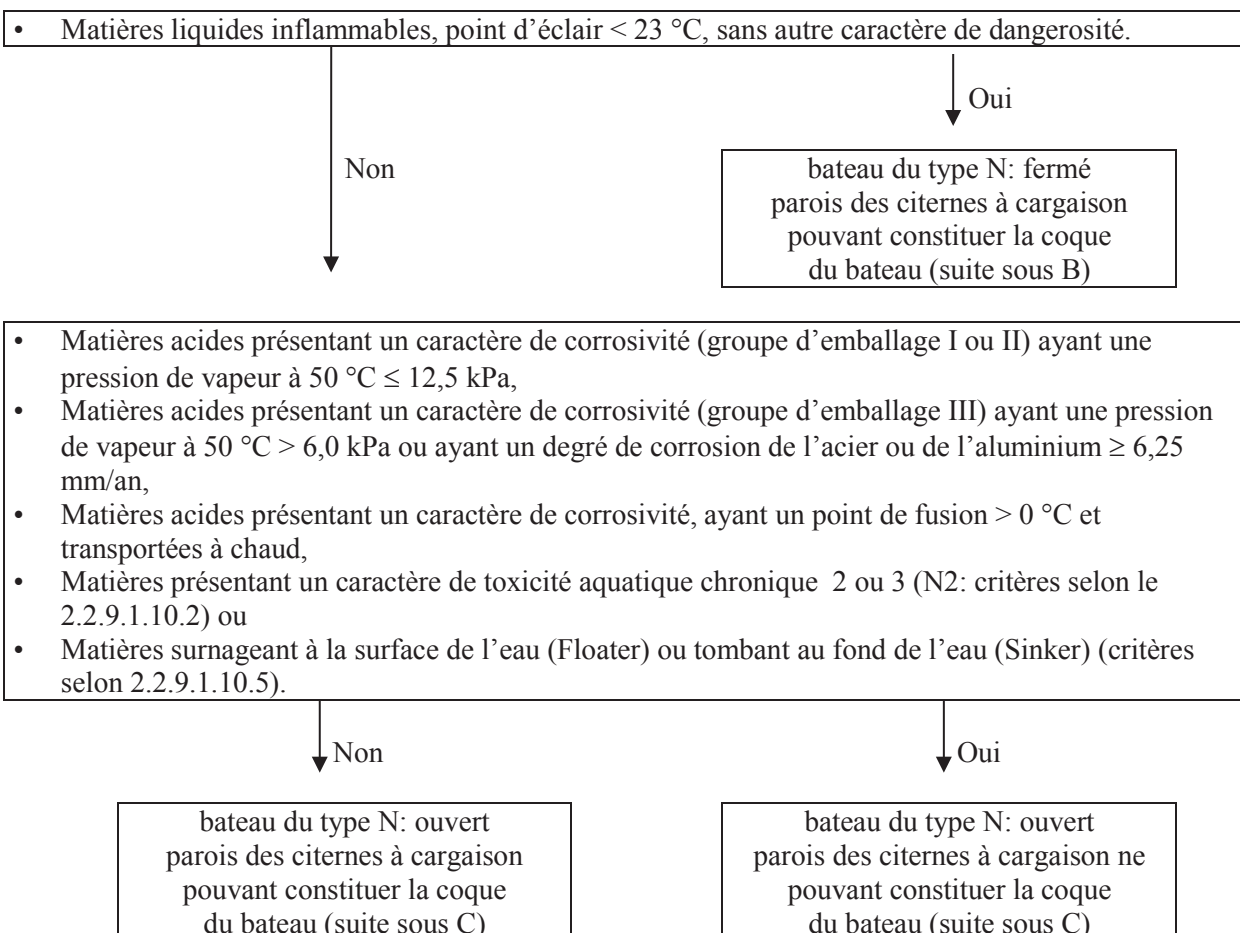 • Matières liquides inflammables, point d'éclair < 23 °C, sans autre caractère de dangerosité.
Oui
Non
bateau du type N: fermé
parois des citernes à cargaison
pouvant constituer la coque
du bateau (suite sous B)
• Matières acides présentant un caractère de corrosivité (groupe d'emballage I ou II) ayant une
pression de vapeur à 50 °C ≤ 12,5 kPa,
• Matières acides présentant un caractère de corrosivité (groupe d'emballage III) ayant une pression
de vapeur à 50 °C > 6,0 kPa ou ayant un degré de corrosion de l'acier ou de l'aluminium ≥ 6,25
mm/an,
• Matières acides présentant un caractère de corrosivité, ayant un point de fusion > 0 °C et
transportées à chaud,
• Matières présentant un caractère de toxicité aquatique chronique 2 ou 3 (N2: critères selon le
2.2.9.1.10.2) ou
• Matières surnageant à la surface de l'eau (Floater) ou tombant au fond de l'eau (Sinker) (critères
selon 2.2.9.1.10.5).
Non
Oui
bateau du type N: ouvert
parois des citernes à cargaison
pouvant constituer la coque
du bateau (suite sous C)
bateau du type N: ouvert
parois des citernes à cargaison ne
pouvant constituer la coque
du bateau (suite sous C)